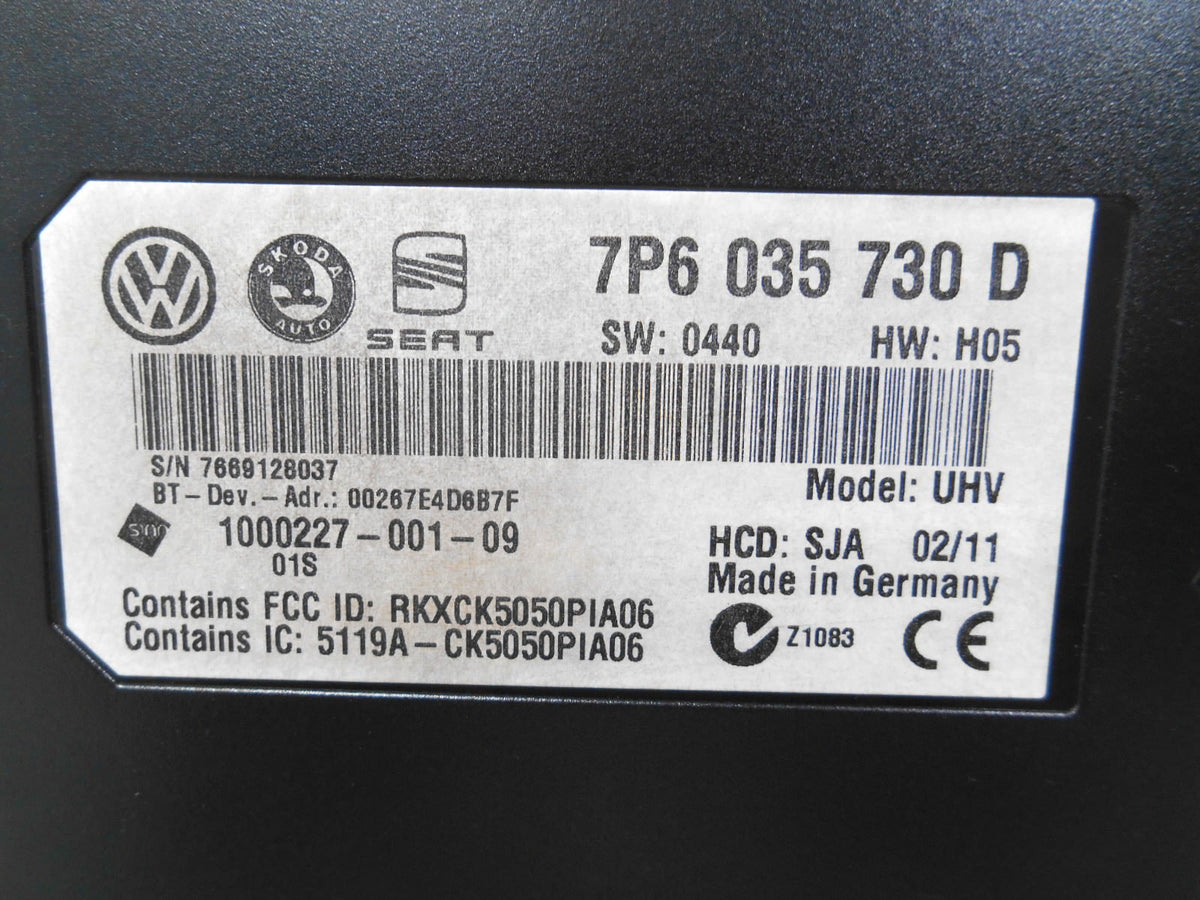 SKODA
AUTO
SEAT
7P6 035 730 D
SW: 0440 HW: H05
S/N 7669128037
BT-Dev.-Adr.: 00267E4D6B7F
Model: UHV
1000227-001-09
01S
HCD: SJA 02/11
Made in Germany
Contains FCC ID: RKXCK5050PIA06
Contains IC: 5119A-CK5050PIA06
Z1083
CE